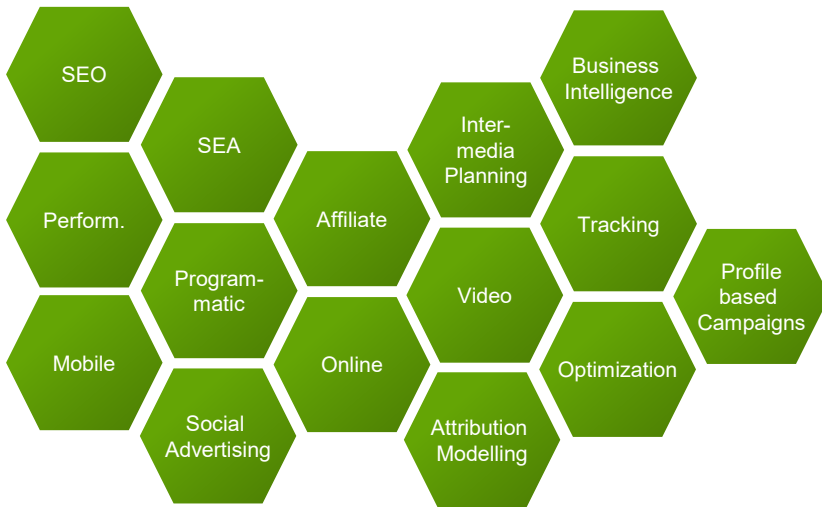 SEO
Perform.
Mobile
SEA
Program-
matic
Social
Advertising
Affiliate
Online
Inter-
media
Planning
Video
Attribution
Modelling
Business
Intelligence
Tracking
Optimization
Profile
based
Campaigns